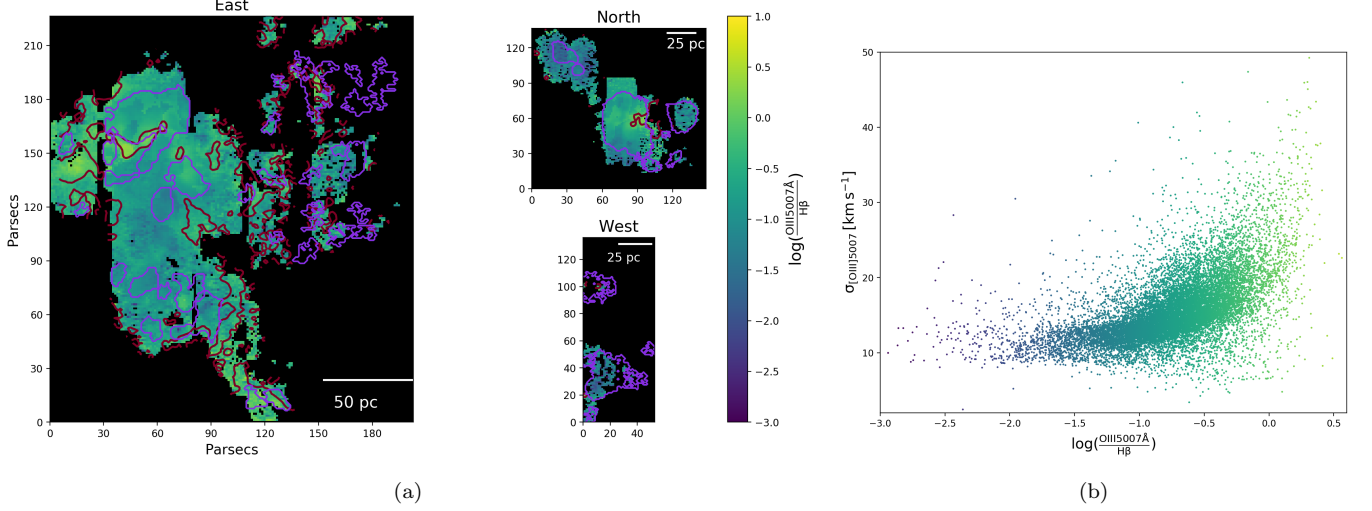 East
210
180
150
120
90
60
30
0
0 30 60 90 120 150 180
Parsecs
Parsecs
50 pc
North
25 pc
120
90
60
30
0
0 30 60 90 120
West
25 pc
120
100
80
60
40
20
0
0 20 40
1.0
0.5
0.0
−0.5
−1.0
−1.5
−2.0
−2.5
−3.0
log(OIII5007Å/Hβ)
(a)
50
40
30
20
10
σ[OIII]5007 [km s⁻¹]
−3.0 −2.5 −2.0 −1.5 −1.0 −0.5 0.0 0.5
log(OIII5007Å/Hβ)
(b)